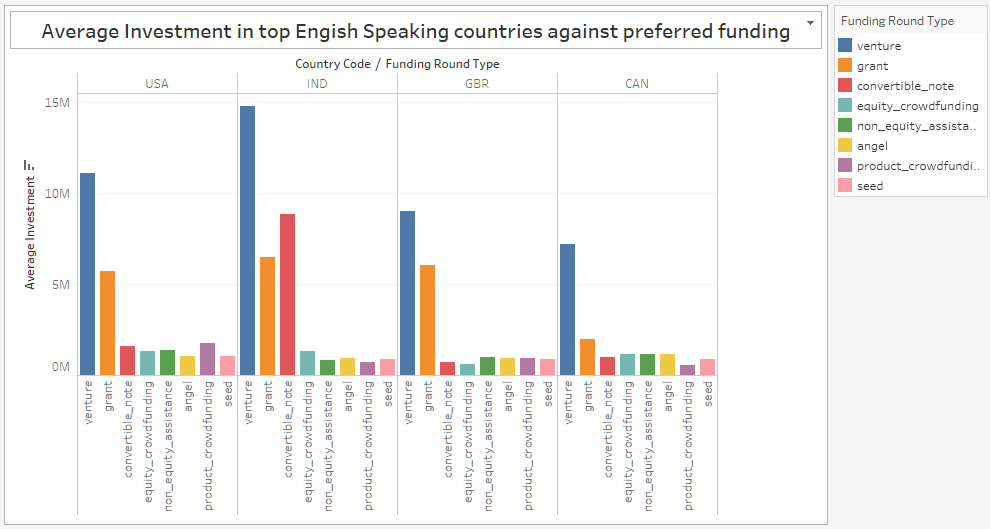 Average Investment in top Engish Speaking countries against preferred funding
Country Code / Funding Round Type
USA IND GBR CAN
15M
10M
5M
0M
Average Investment
venture grant convertible_note equity_crowdfunding non_equity_assistance angel product_crowdfunding seed
venture grant convertible_note equity_crowdfunding non_equity_assistance angel product_crowdfunding seed
venture grant convertible_note equity_crowdfunding non_equity_assistance angel product_crowdfunding seed
venture grant convertible_note equity_crowdfunding non_equity_assistance angel product_crowdfunding seed
Funding Round Type
venture
grant
convertible_note
equity_crowdfunding
non_equity_assista..
angel
product_crowdfundi..
seed